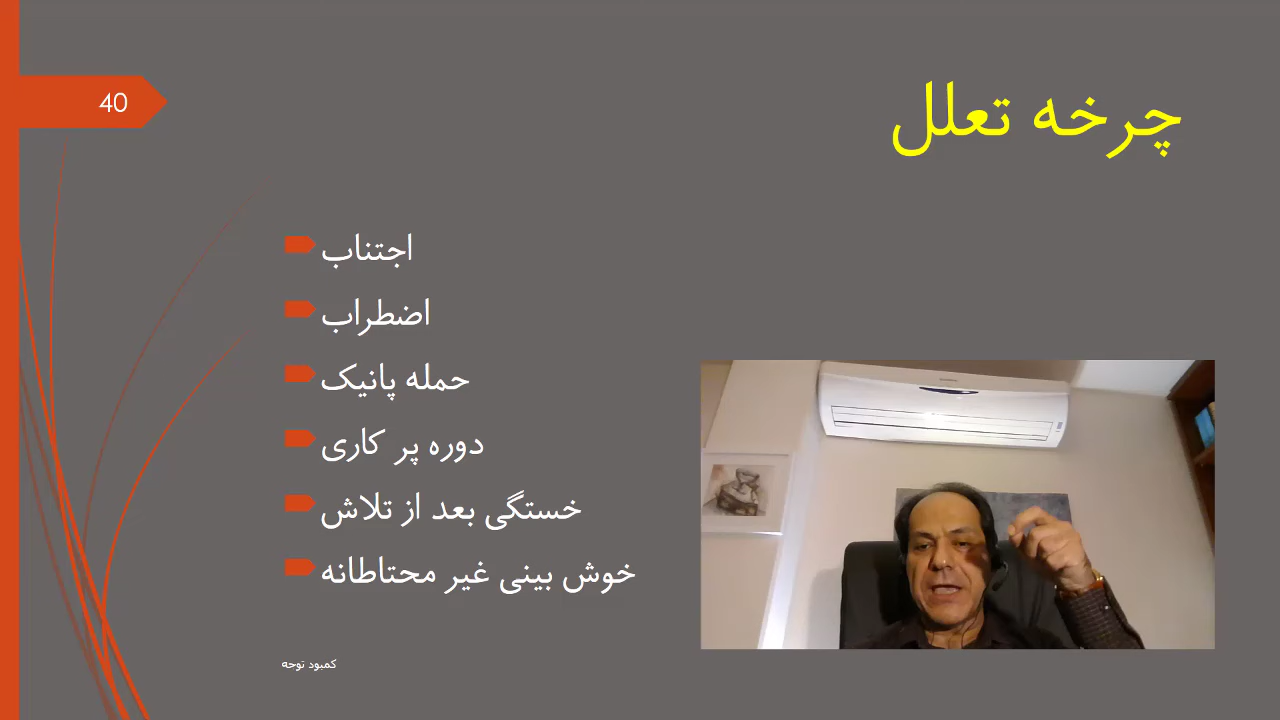 40
چرخه تعلل
اجتناب
اضطراب
حمله پانیک
دوره پر کاری
خستگی بعد از تلاش
خوش بینی غیر محتاطانه
کمبود توجه